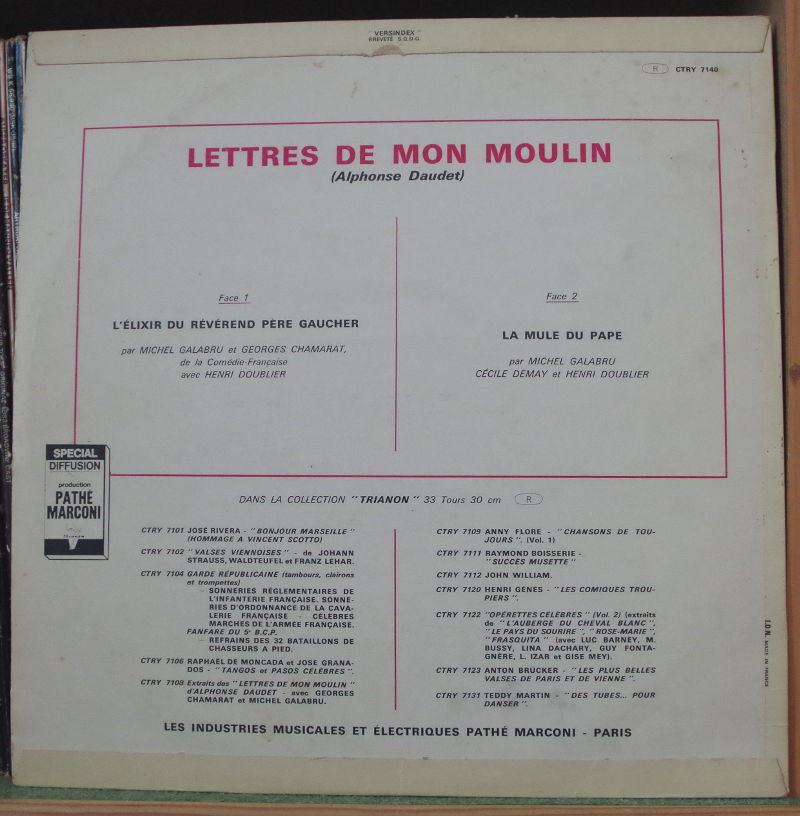 " VERSINDEX "
BREVETÉ S.G.D.G.
R CTRY 7140
LETTRES DE MON MOULIN
(Alphonse Daudet)
Face 1
L'ÉLIXIR DU RÉVÉREND PÈRE GAUCHER
par MICHEL GALABRU et GEORGES CHAMARAT,
de la Comédie-Française
avec HENRI DOUBLIER
Face 2
LA MULE DU PAPE
par MICHEL GALABRU
CÉCILE DEMAY et HENRI DOUBLIER
SPECIAL
DIFFUSION
production
PATHÉ
MARCONI
DANS LA COLLECTION " TRIANON " 33 Tours 30 cm R
CTRY 7101 JOSÉ RIVERA - "BONJOUR MARSEILLE "
(HOMMAGE A VINCENT SCOTTO)
CTRY 7102 " VALSES VIENNOISES " - de JOHANN
STRAUSS, WALDTEUFEL et FRANZ LEHAR.
CTRY 7104 GARDE RÉPUBLICAINE (tambours, clairons
et trompettes)
— SONNERIES RÉGLEMENTAIRES DE
L'INFANTERIE FRANÇAISE. SONNE-
RIES D'ORDONNANCE DE LA CAVA-
LERIE FRANÇAISE - CÉLÈBRES
MARCHES DE L'ARMÉE FRANÇAISE.
FANFARE DU 5e B.C.P.
— REFRAINS DES 32 BATAILLONS DE
CHASSEURS A PIED.
CTRY 7106 RAPHAËL DE MONCADA et JOSE GRANA-
DOS - "TANGOS et PASOS CÉLÈBRES ".
CTRY 7108 Extraits des "LETTRES DE MON MOULIN "
d'ALPHONSE DAUDET - avec GEORGES
CHAMARAT et MICHEL GALABRU.
CTRY 7109 ANNY FLORE - "CHANSONS DE TOU-
JOURS ". (Vol. 1)
CTRY 7111 RAYMOND BOISSERIE -
"SUCCÈS MUSETTE "
CTRY 7112 JOHN WILLIAM.
CTRY 7120 HENRI GENES - "LES COMIQUES TROU-
PIERS ".
CTRY 7122 "OPÉRETTES CÉLÈBRES " (Vol. 2) (extraits
de " L'AUBERGE DU CHEVAL BLANC ",
" LE PAYS DU SOURIRE ", " ROSE-MARIE ",
" FRASQUITA " (avec LUC BARNEY, M.
BUSSY, LINA DACHARY, GUY FONTA-
GNÈRE, L. IZAR et GISE MEY).
CTRY 7123 ANTON BRÜCKER - "LES PLUS BELLES
VALSES DE PARIS ET DE VIENNE ".
CTRY 7131 TEDDY MARTIN - "DES TUBES... POUR
DANSER ".
I.D.N. MADE IN FRANCE
LES INDUSTRIES MUSICALES ET ÉLECTRIQUES PATHÉ MARCONI - PARIS